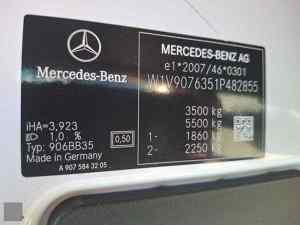 MERCEDES-BENZ AG
e1*2007/46*0301
W1V9076351P482855
Mercedes-Benz
3500 kg
5500 kg
1- 1860 kg
2- 2250 kg
iHA=3,923
1,0 % 0,50
Typ: 906BB35
Made in Germany
A 907 584 32 05